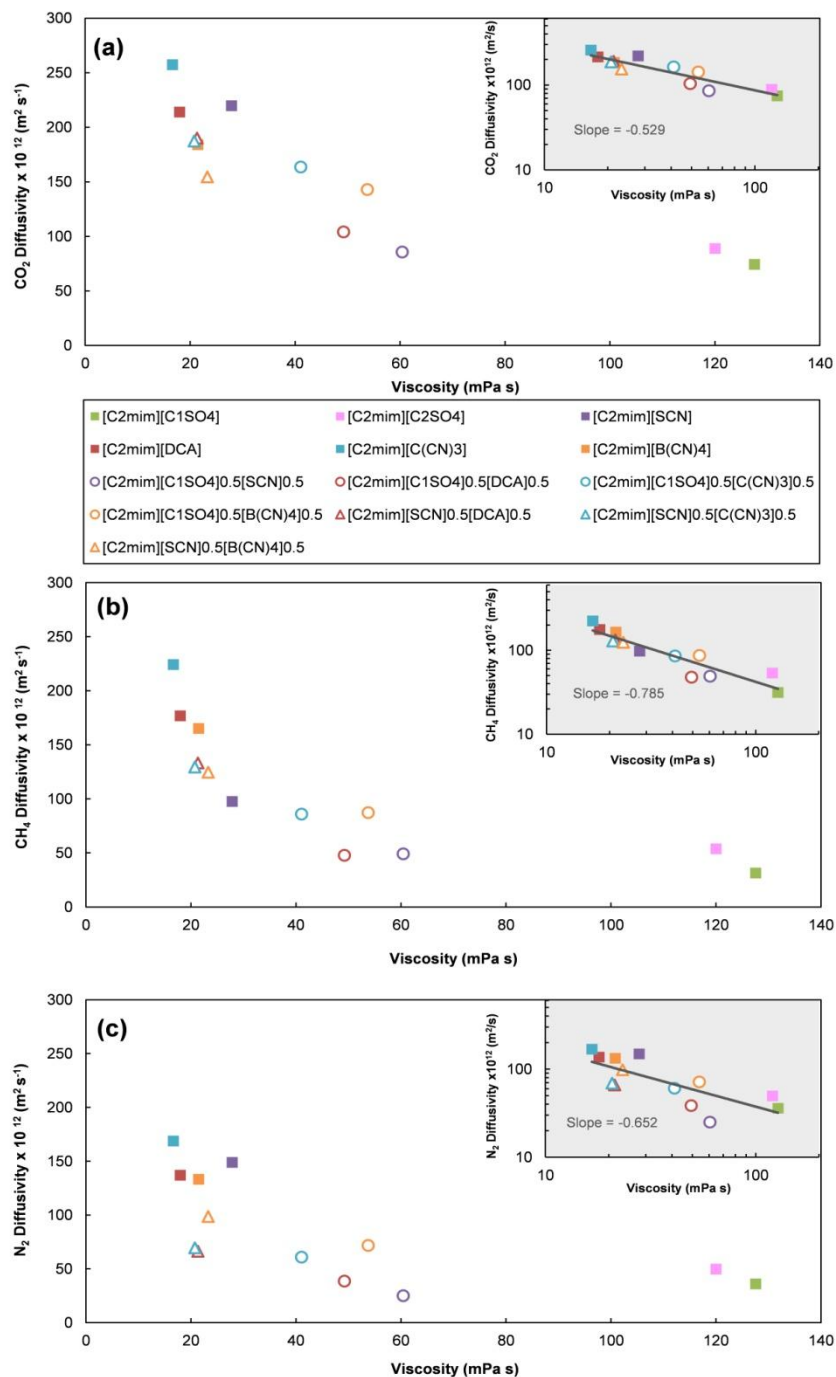 300
250
200
150
100
50
0
CO2 Diffusivity x 10 12 (m2 s-1)
(a)
0 20 40 60 80 100 120 140
Viscosity (mPa s)
CO2 Diffusivity x10^12 (m2/s)
100
10
Slope = -0.529
10 100
Viscosity (mPa s)
[C2mim][C1SO4] [C2mim][C2SO4] [C2mim][SCN]
[C2mim][DCA] [C2mim][C(CN)3] [C2mim][B(CN)4]
[C2mim][C1SO4]0.5[SCN]0.5 [C2mim][C1SO4]0.5[DCA]0.5 [C2mim][C1SO4]0.5[C(CN)3]0.5
[C2mim][C1SO4]0.5[B(CN)4]0.5 [C2mim][SCN]0.5[DCA]0.5 [C2mim][SCN]0.5[C(CN)3]0.5
[C2mim][SCN]0.5[B(CN)4]0.5
300
250
200
150
100
50
0
CH4 Diffusivity x 10 12 (m2 s-1)
(b)
0 20 40 60 80 100 120 140
Viscosity (mPa s)
CH4 Diffusivity x10^12 (m2/s)
100
10
Slope = -0.785
10 100
Viscosity (mPa s)
300
250
200
150
100
50
0
N2 Diffusivity x 10 12 (m2 s-1)
(c)
0 20 40 60 80 100 120 140
Viscosity (mPa s)
N2 Diffusivity x10^12 (m2/s)
100
10
Slope = -0.652
10 100
Viscosity (mPa s)